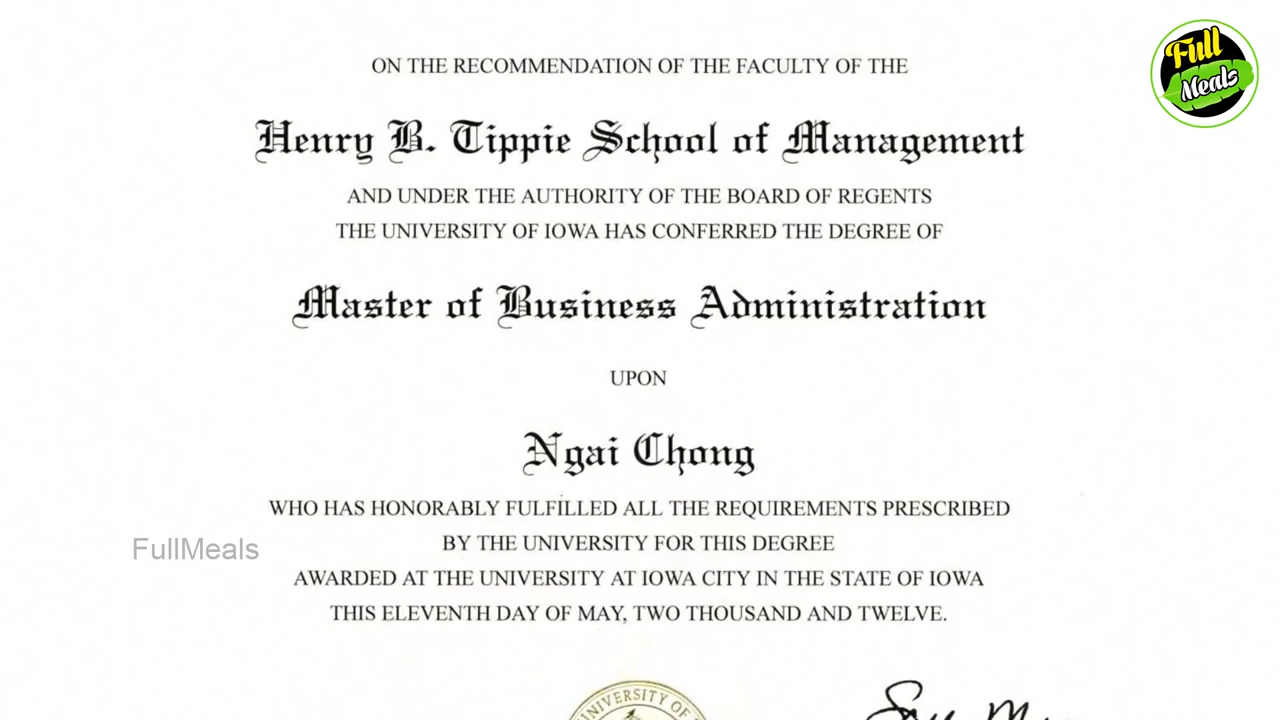 Full
Meals
ON THE RECOMMENDATION OF THE FACULTY OF THE
Henry B. Tippie School of Management
AND UNDER THE AUTHORITY OF THE BOARD OF REGENTS
THE UNIVERSITY OF IOWA HAS CONFERRED THE DEGREE OF
Master of Business Administration
UPON
Ngai Chong
WHO HAS HONORABLY FULFILLED ALL THE REQUIREMENTS PRESCRIBED
BY THE UNIVERSITY FOR THIS DEGREE
FullMeals
AWARDED AT THE UNIVERSITY AT IOWA CITY IN THE STATE OF IOWA
THIS ELEVENTH DAY OF MAY, TWO THOUSAND AND TWELVE.
UNIVERSITY OF